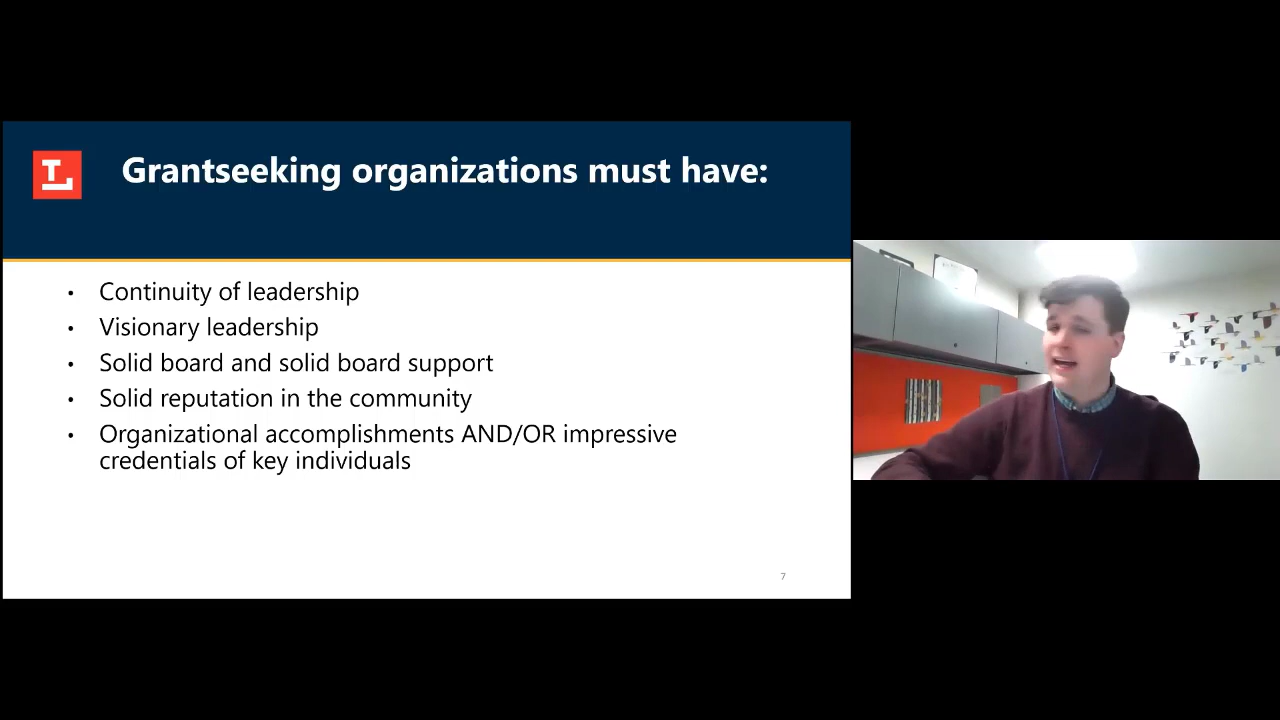 TL
Grantseeking organizations must have:
• Continuity of leadership
• Visionary leadership
• Solid board and solid board support
• Solid reputation in the community
• Organizational accomplishments AND/OR impressive
credentials of key individuals
7